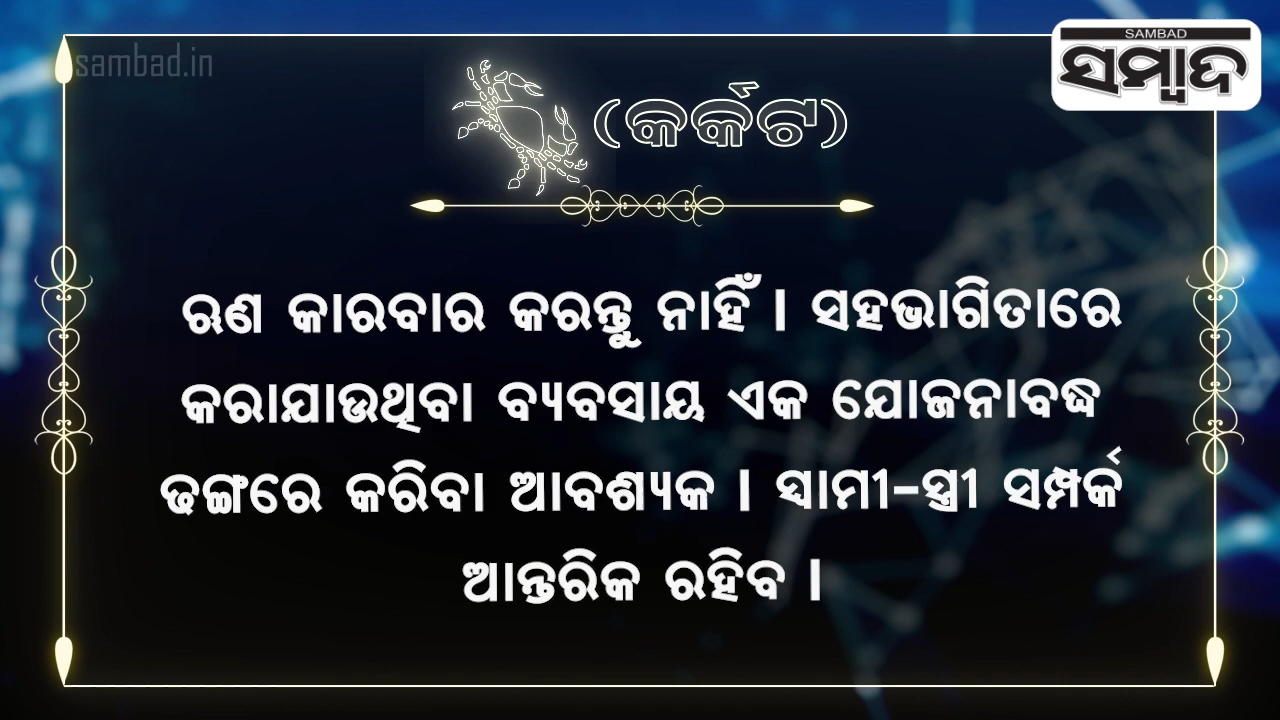 sambad.in
SAMBAD
ସମ୍ବାଦ
(କର୍କଟ)
ଋଣ କାରବାର କରନ୍ତୁ ନାହିଁ । ସହଭାଗିତାରେ
କରାଯାଉଥିବା ବ୍ୟବସାୟ ଏକ ଯୋଜନାବଦ୍ଧ
ଢଙ୍ଗରେ କରିବା ଆବଶ୍ୟକ । ସ୍ୱାମୀ-ସ୍ତ୍ରୀ ସମ୍ପର୍କ
ଆନ୍ତରିକ ରହିବ ।